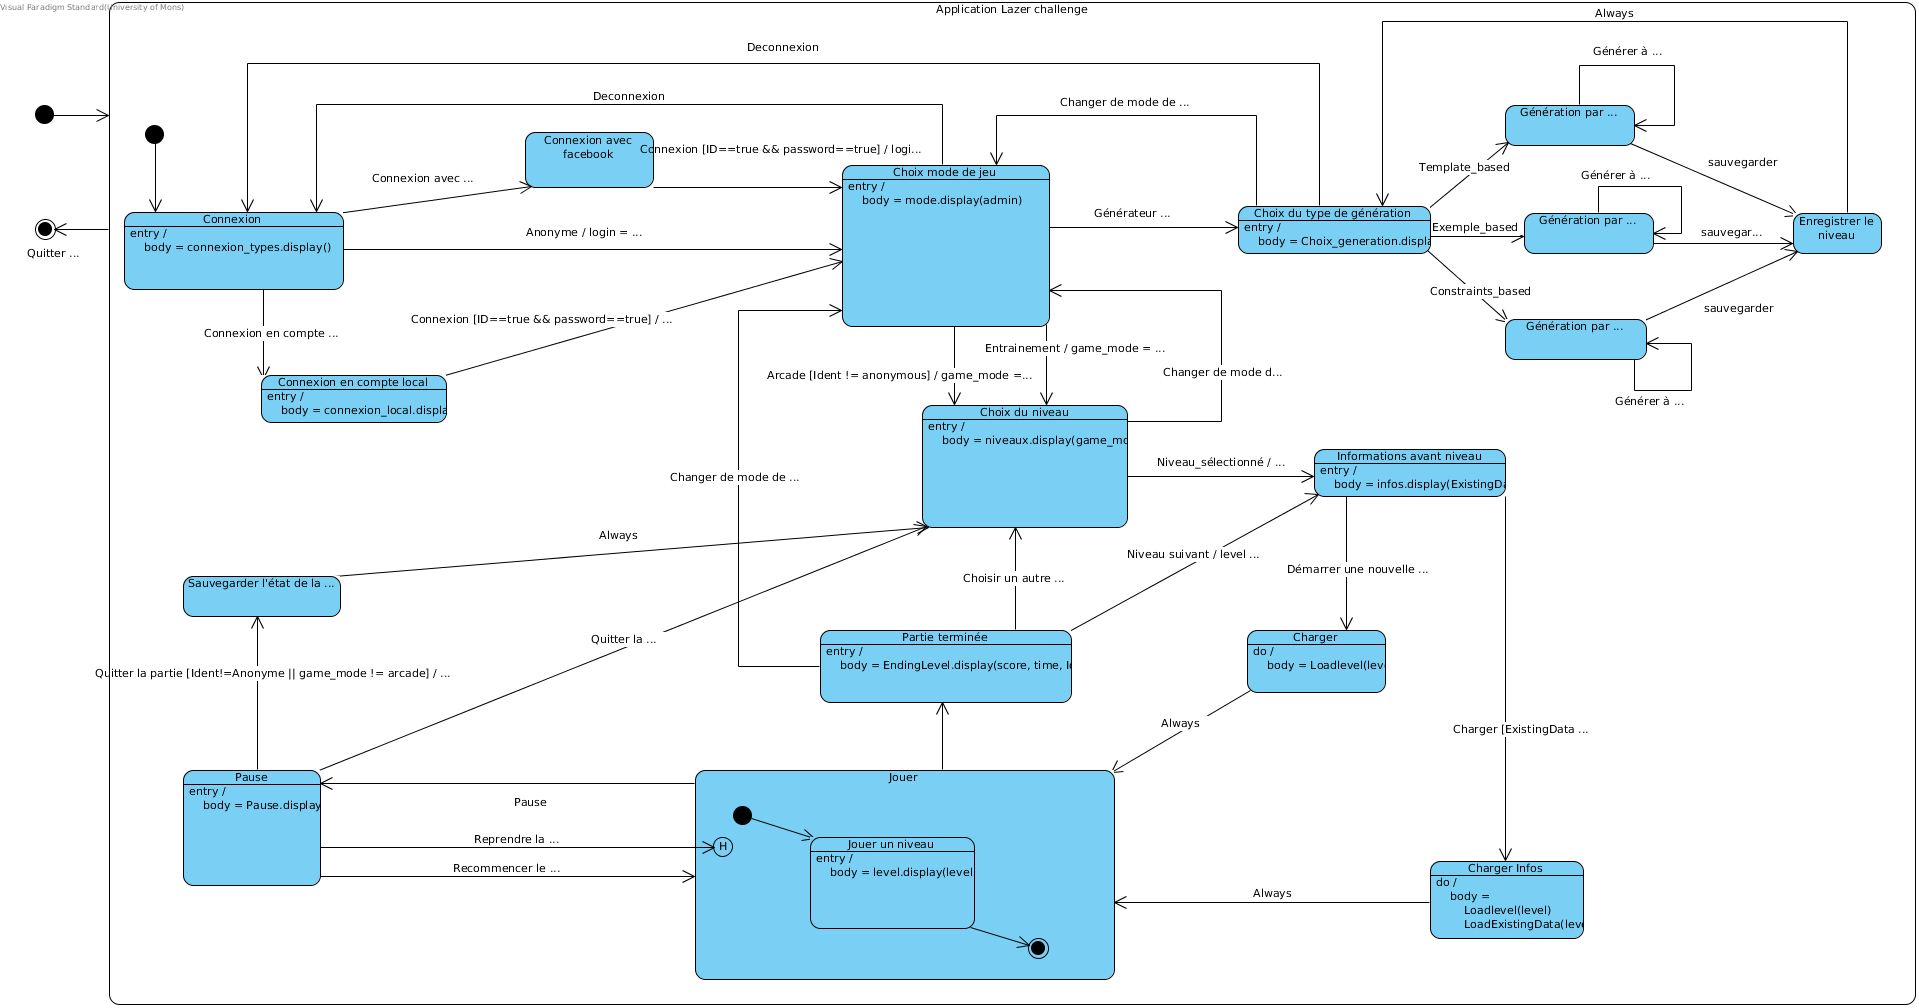 Visual Paradigm Standard(University of Mons)
Application Lazer challenge
Always
Deconnexion
Générer à ...
Deconnexion
Changer de mode de ...
Génération par ...
Connexion avec
facebook
Connexion [ID==true && password==true] / logi...
sauvegarder
Template_based
Choix mode de jeu
entry /
body = mode.display(admin)
Connexion avec ...
Générer à ...
Générateur ...
Connexion
entry /
body = connexion_types.display()
Anonyme / login = ...
Choix du type de génération
entry /
body = Choix_generation.displa
Exemple_based
Génération par ...
sauvegar...
Enregistrer le
niveau
Quitter ...
Constraints_based
sauvegarder
Connexion [ID==true && password==true] / ...
Génération par ...
Connexion en compte ...
Entrainement / game_mode = ...
Arcade [Ident != anonymous] / game_mode =...
Changer de mode d...
Connexion en compte local
entry /
body = connexion_local.displa
Générer à ...
Choix du niveau
entry /
body = niveaux.display(game_mo
Informations avant niveau
entry /
body = infos.display(ExistingDa
Niveau_sélectionné / ...
Changer de mode de ...
Always
Niveau suivant / level ...
Démarrer une nouvelle ...
Choisir un autre ...
Sauvegarder l'état de la ...
Quitter la ...
Partie terminée
entry /
body = EndingLevel.display(score, time, Id
Charger
do /
body = Loadlevel(leve
Quitter la partie [Ident!=Anonyme || game_mode != arcade] / ...
Always
Charger [ExistingData ...
Pause
entry /
body = Pause.display
Jouer
Pause
Reprendre la ...
H
Jouer un niveau
entry /
body = level.display(level
Recommencer le ...
Charger Infos
do /
body =
Loadlevel(level)
LoadExistingData(leve
Always